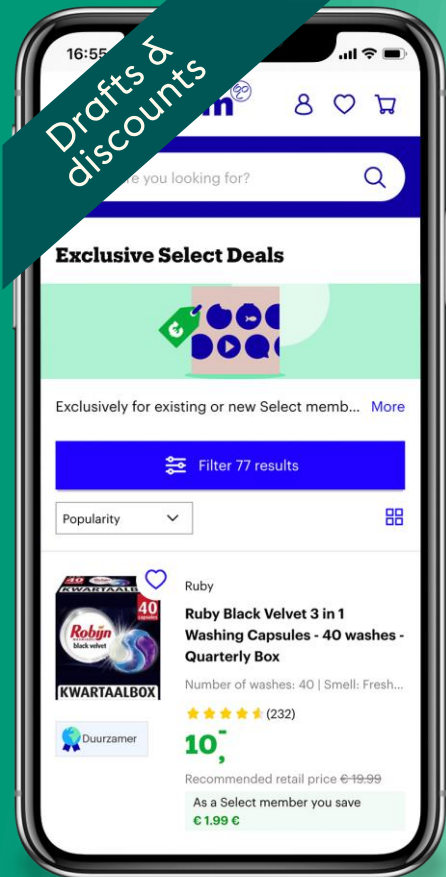 16:55
Drafts &
discounts
re you looking for?
Exclusive Select Deals
Exclusively for existing or new Select memb... More
Filter 77 results
Popularity
40
KWARTAALBOX
40
Robijn
black velvet
KWARTAALBOX
Duurzamer
Ruby
Ruby Black Velvet 3 in 1
Washing Capsules - 40 washes -
Quarterly Box
Number of washes: 40 | Smell: Fresh...
(232)
10,-
Recommended retail price € 19.99
As a Select member you save
€ 1.99 €